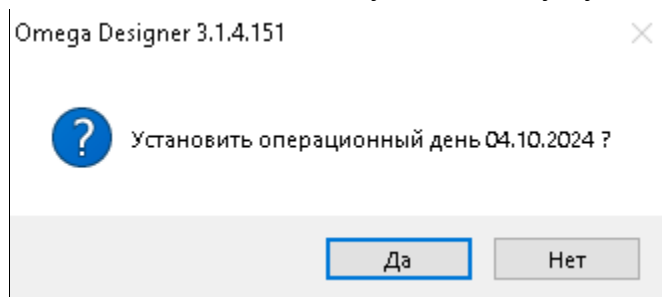 Omega Designer 3.1.4.151
?
Установить операционный день 04.10.2024 ?
Да
Нет